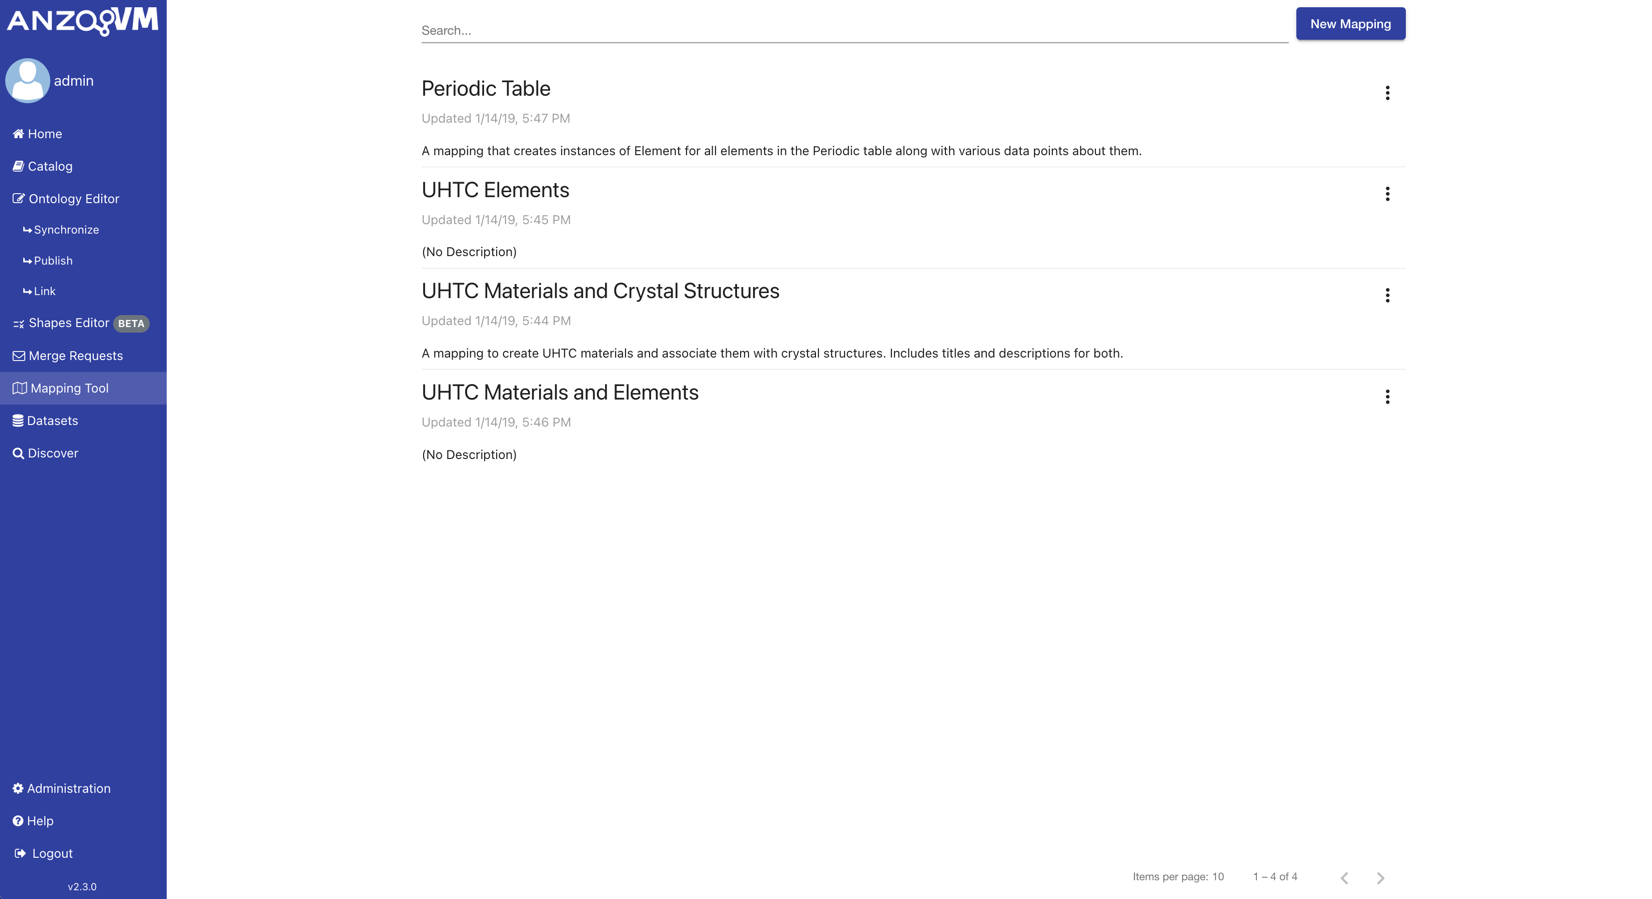 ANZOVM
admin
Home
Catalog
Ontology Editor
Synchronize
Publish
Link
Shapes Editor BETA
Merge Requests
Mapping Tool
Datasets
Discover
Administration
Help
Logout
v2.3.0
Search...
New Mapping
Periodic Table
Updated 1/14/19, 5:47 PM
A mapping that creates instances of Element for all elements in the Periodic table along with various data points about them.
UHTC Elements
Updated 1/14/19, 5:45 PM
(No Description)
UHTC Materials and Crystal Structures
Updated 1/14/19, 5:44 PM
A mapping to create UHTC materials and associate them with crystal structures. Includes titles and descriptions for both.
UHTC Materials and Elements
Updated 1/14/19, 5:46 PM
(No Description)
Items per page: 10 1 – 4 of 4